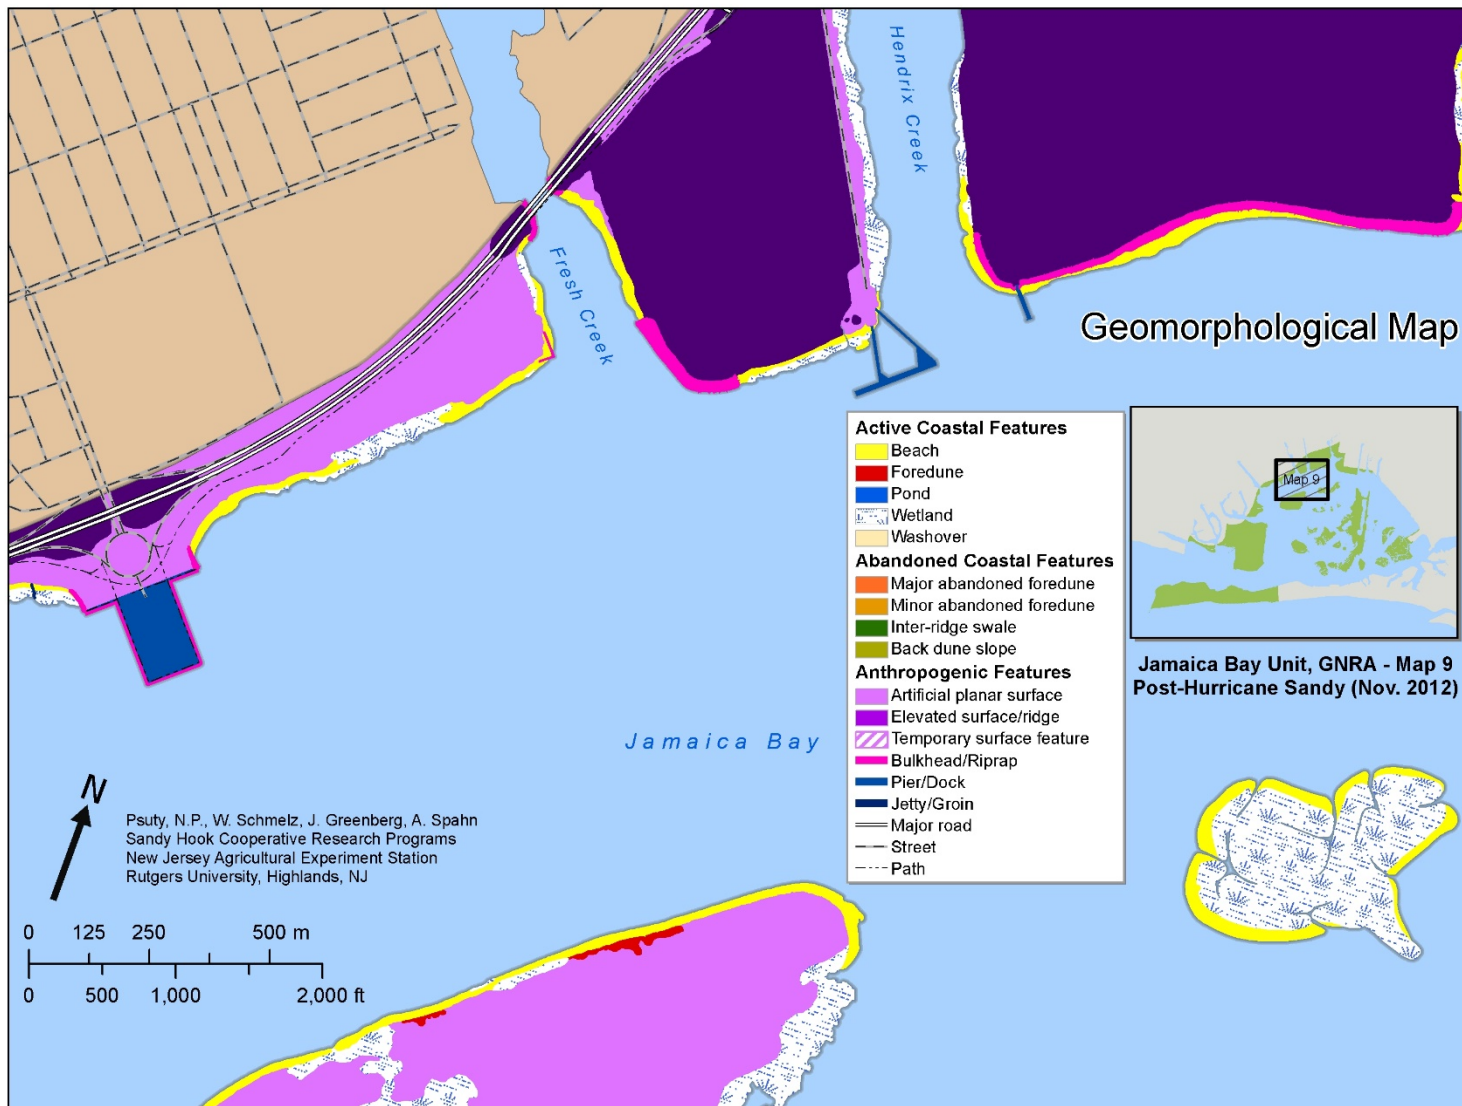 Hendrix Creek
Fresh Creek
Geomorphological Map
Active Coastal Features
Beach
Foredune
Pond
Wetland
Washover
Abandoned Coastal Features
Major abandoned foredune
Minor abandoned foredune
Inter-ridge swale
Back dune slope
Anthropogenic Features
Artificial planar surface
Elevated surface/ridge
Temporary surface feature
Bulkhead/Riprap
Pier/Dock
Jetty/Groin
Major road
Street
Path
Map 9
Jamaica Bay Unit, GNRA - Map 9
Post-Hurricane Sandy (Nov. 2012)
Jamaica Bay
N
Psuty, N.P., W. Schmelz, J. Greenberg, A. Spahn
Sandy Hook Cooperative Research Programs
New Jersey Agricultural Experiment Station
Rutgers University, Highlands, NJ
0 125 250 500 m
0 500 1,000 2,000 ft